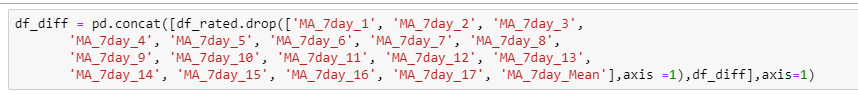 df_diff = pd.concat([df_rated.drop(['MA_7day_1', 'MA_7day_2', 'MA_7day_3',
'MA_7day_4', 'MA_7day_5', 'MA_7day_6', 'MA_7day_7', 'MA_7day_8',
'MA_7day_9', 'MA_7day_10', 'MA_7day_11', 'MA_7day_12', 'MA_7day_13',
'MA_7day_14', 'MA_7day_15', 'MA_7day_16', 'MA_7day_17', 'MA_7day_Mean'],axis =1),df_diff],axis=1)